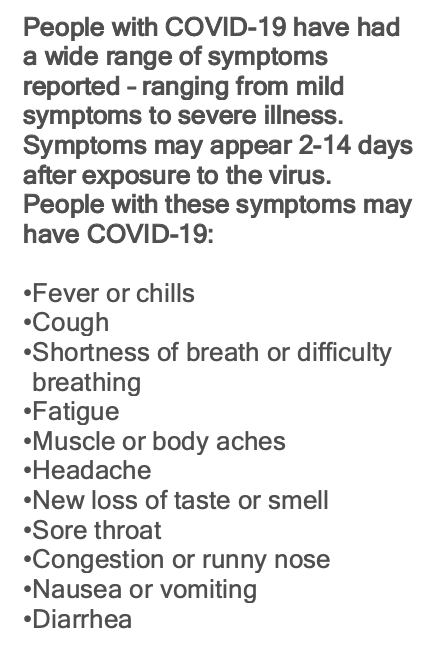 People with COVID-19 have had
a wide range of symptoms
reported – ranging from mild
symptoms to severe illness.
Symptoms may appear 2-14 days
after exposure to the virus.
People with these symptoms may
have COVID-19:
•Fever or chills
•Cough
•Shortness of breath or difficulty
breathing
•Fatigue
•Muscle or body aches
•Headache
•New loss of taste or smell
•Sore throat
•Congestion or runny nose
•Nausea or vomiting
•Diarrhea